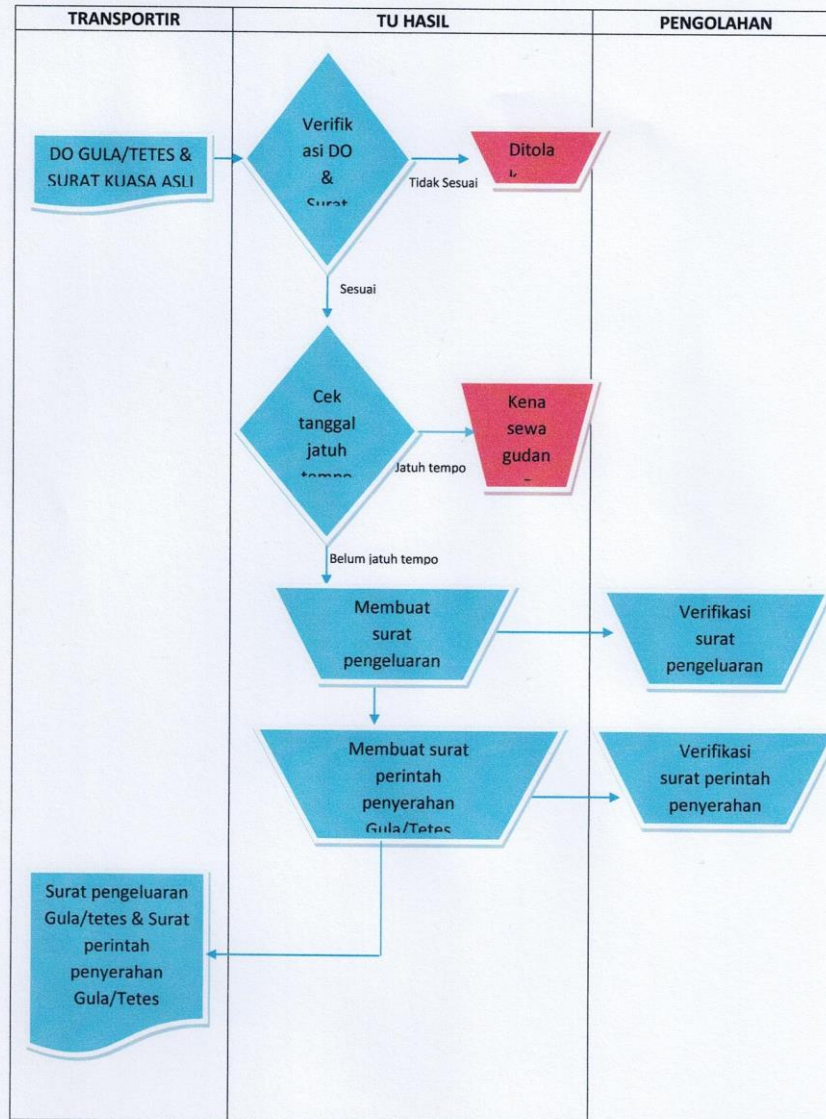 TRANSPORTIR
TU HASIL
PENGOLAHAN
DO GULA/TETES &
SURAT KUASA ASLI
Verifik
asi DO
&
Surat
Tidak Sesuai
Ditola
k
Sesuai
Cek
tanggal
jatuh
tempo
Jatuh tempo
Kena
sewa
gudan
Belum jatuh tempo
Membuat
surat
pengeluaran
Verifikasi
surat
pengeluaran
Membuat surat
perintah
penyerahan
Gula/Tetes
Verifikasi
surat perintah
penyerahan
Surat pengeluaran
Gula/tetes & Surat
perintah
penyerahan
Gula/Tetes